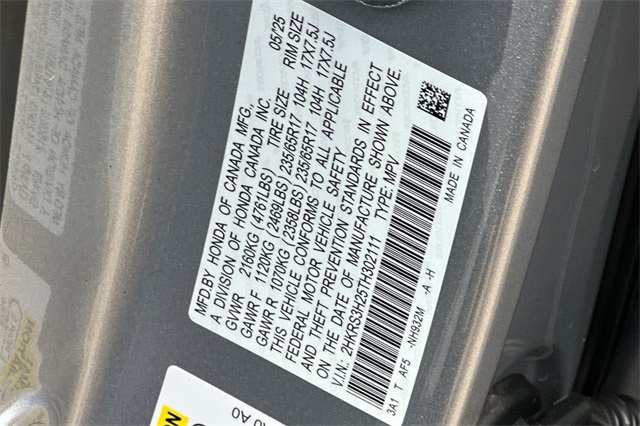 MFD.BY HONDA OF CANADA MFG., 05/25
A DIVISION OF HONDA CANADA INC.
TIRE SIZE RIM SIZE
GVWR 2160KG (4761LBS)
GAWR F 1120KG (2469LBS) 235/65R17 104H 17X7.5J
GAWR R 1070KG (2358LBS) 235/65R17 104H 17X7.5J
THIS VEHICLE CONFORMS TO ALL APPLICABLE
FEDERAL MOTOR VEHICLE SAFETY
AND THEFT PREVENTION STANDARDS IN EFFECT
ON THE DATE OF MANUFACTURE SHOWN ABOVE.
V.I.N: 2HKRS3H25TH302111 TYPE: MPV
3A1 T AF5 -NH932M -A -H
MADE IN CANADA